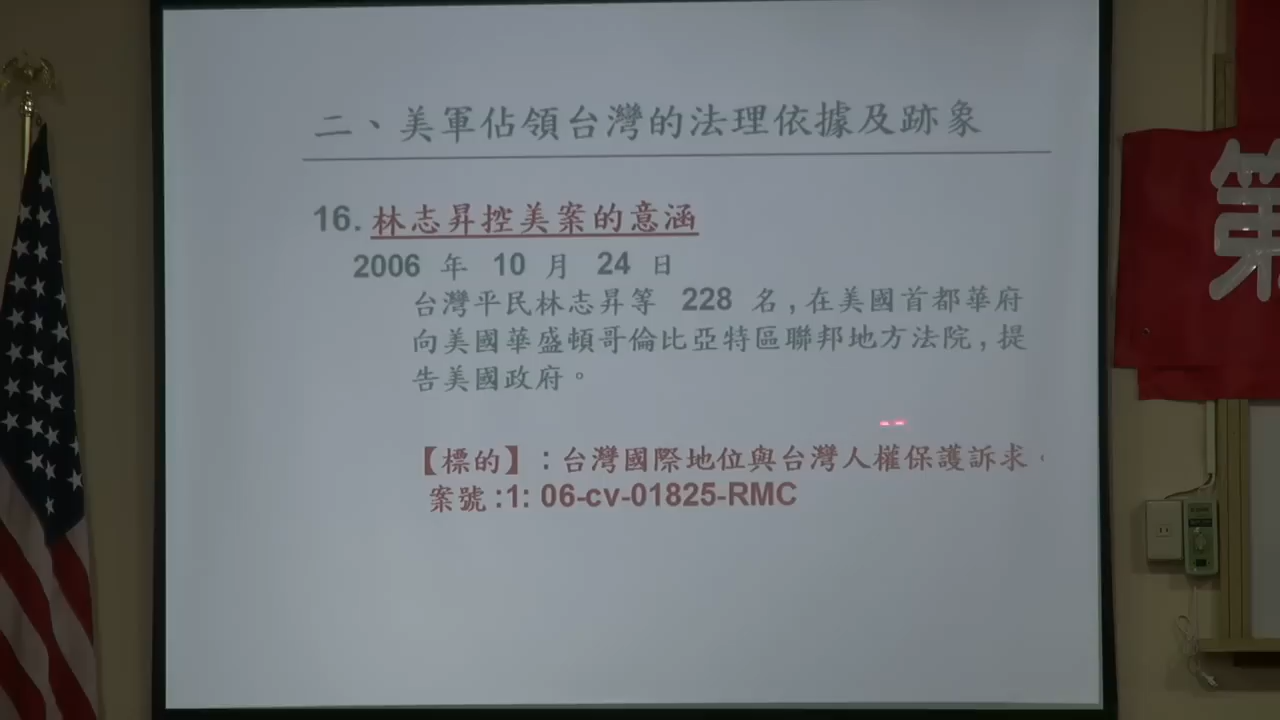 二、美軍佔領台灣的法理依據及跡象
16. 林志昇控美案的意涵
2006 年 10 月 24 日
台灣平民林志昇等 228 名,在美國首都華府
向美國華盛頓哥倫比亞特區聯邦地方法院,提
告美國政府。
【標的】:台灣國際地位與台灣人權保護訴求。
案號:1: 06-cv-01825-RMC
第